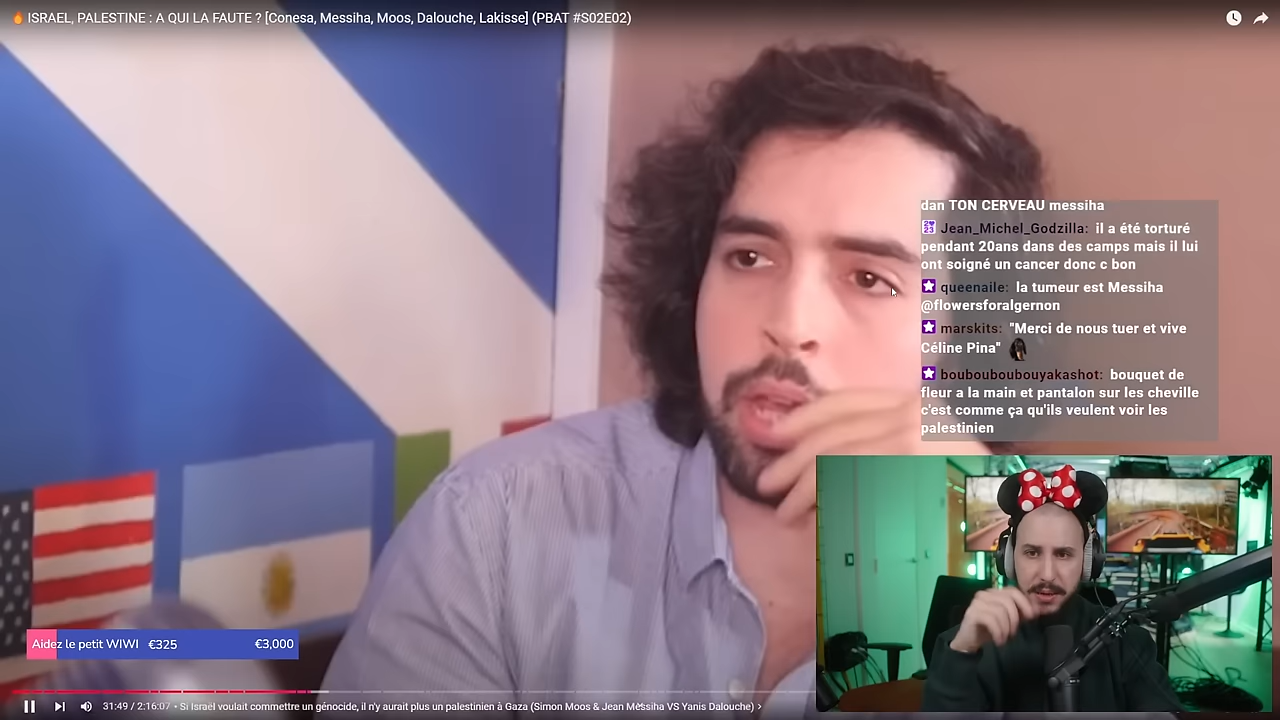 🔥 ISRAEL, PALESTINE : A QUI LA FAUTE ? [Conesa, Messiha, Moos, Dalouche, Lakisse] (PBAT #S02E02)
dan TON CERVEAU messiha
Jean_Michel_Godzilla: il a été torturé
pendant 20ans dans des camps mais il lui
ont soigné un cancer donc c bon
queenaile: la tumeur est Messiha
@flowersforalgernon
marskits: "Merci de nous tuer et vive
Céline Pina"
bouboubouboyakashot: bouquet de
fleur a la main et pantalon sur les cheville
c'est comme ça qu'ils veulent voir les
palestinien
Aidez le petit WIWI €325 €3,000
31:49 / 2:16:07 • Si Israël voulait commettre un génocide, il n'y aurait plus un palestinien à Gaza (Simon Moos & Jean Messiha VS Yanis Dalouche) >